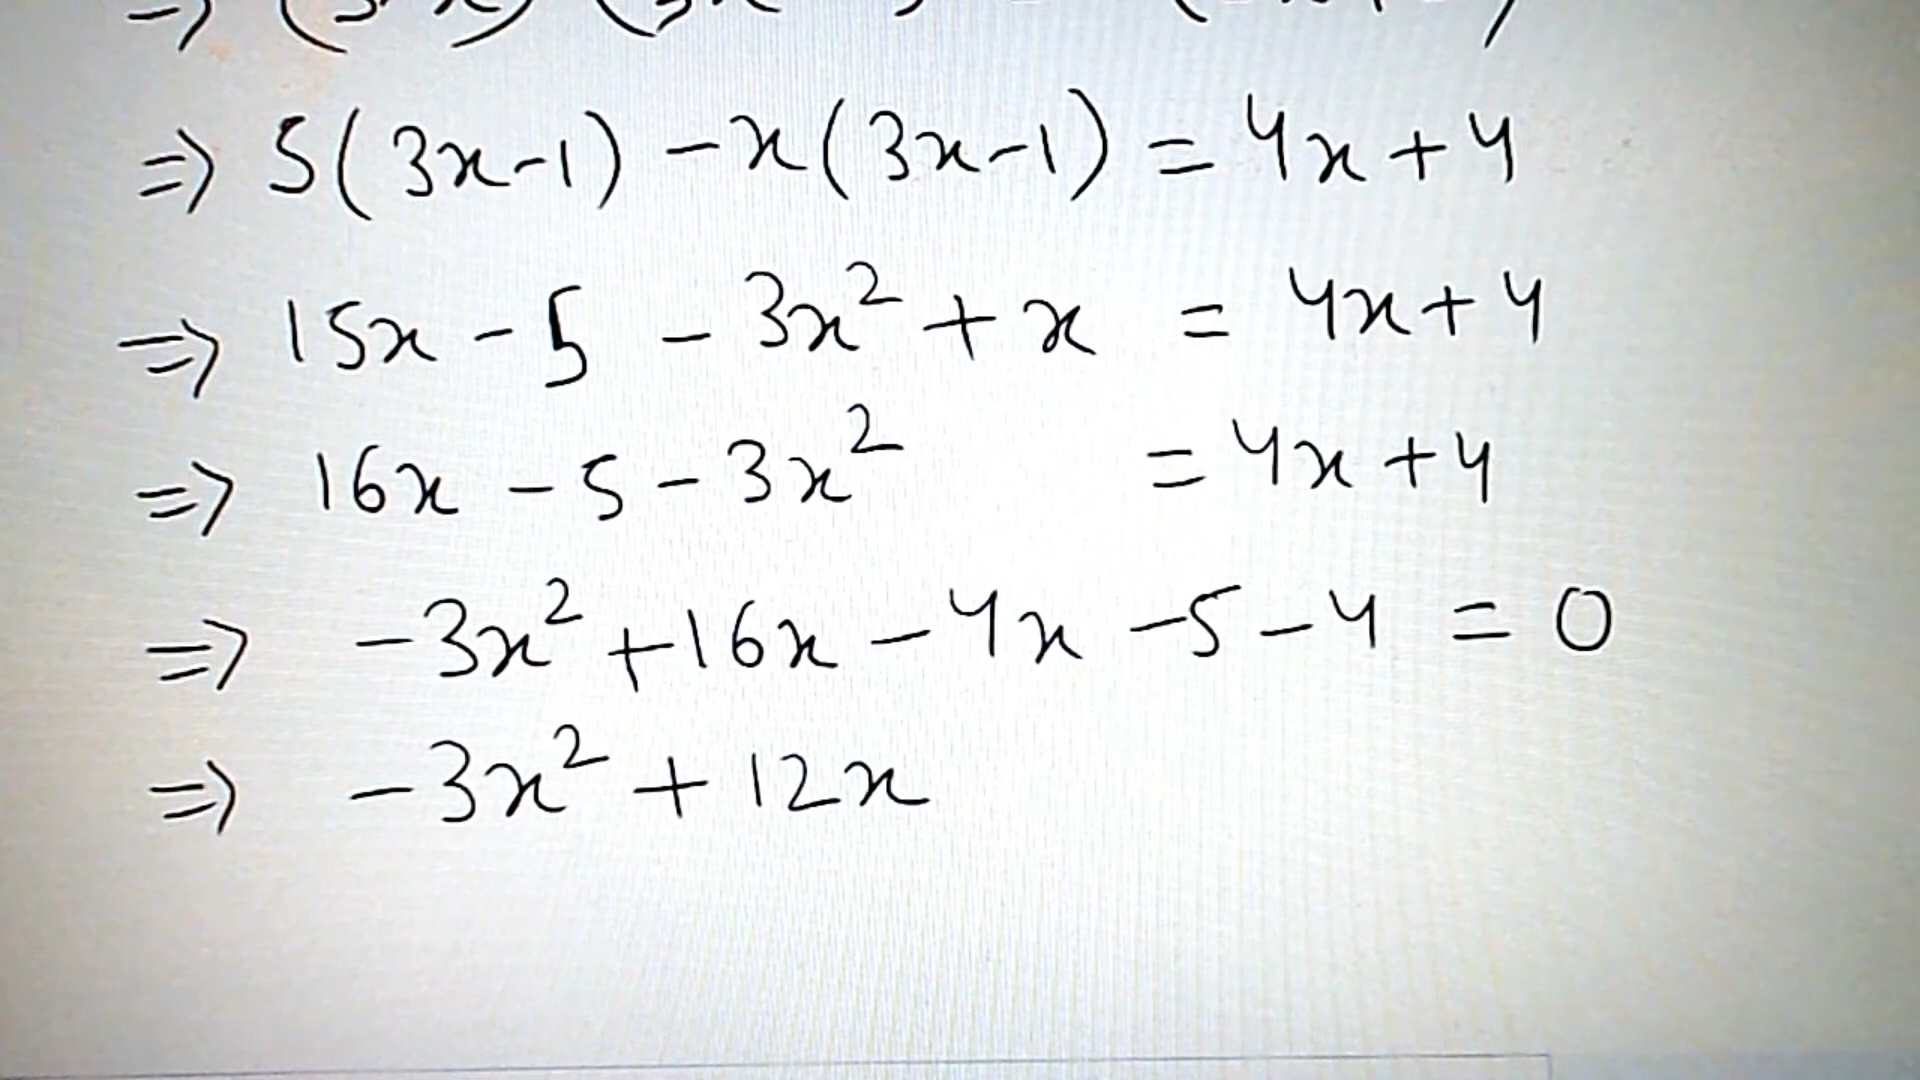 ⇒ 5(3x-1) -x(3x-1) = 4x+4
⇒ 15x - 5 - 3x² + x = 4x+4
⇒ 16x - 5 - 3x² = 4x+4
⇒ -3x² +16x - 4x -5 - 4 = 0
⇒ -3x² + 12x